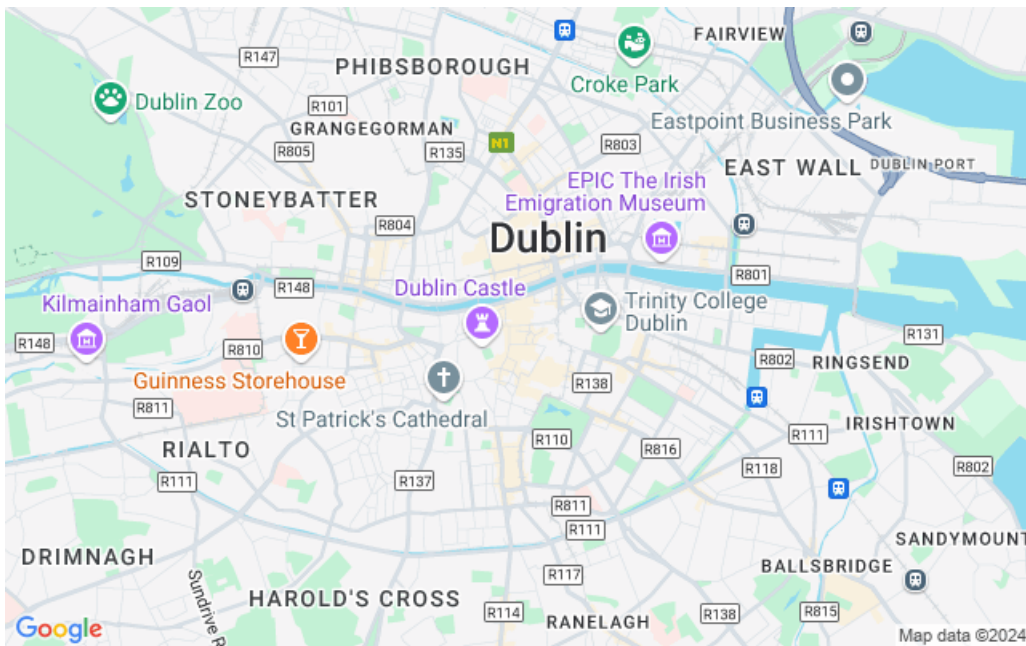 FAIRVIEW
R147
PHIBSBOROUGH
Croke Park
Dublin Zoo
R101
Eastpoint Business Park
GRANGEGORMAN
N1
R805
R135
R803
EAST WALL
DUBLIN PORT
EPIC The Irish
Emigration Museum
STONEYBATTER
R804
Dublin
R109
R801
R148
Dublin Castle
Kilmainham Gaol
Trinity College
Dublin
R131
R148
R810
R802
RINGSEND
Guinness Storehouse
R138
R811
St Patrick's Cathedral
IRISHTOWN
R111
R110
RIALTO
R816
R118
R802
R111
R137
R811
R111
SANDYMOUNT
DRIMNAGH
BALLSBRIDGE
R117
Sundrive R
HAROLD'S CROSS
R114
R138
R815
RANELAGH
Google
Map data ©2024